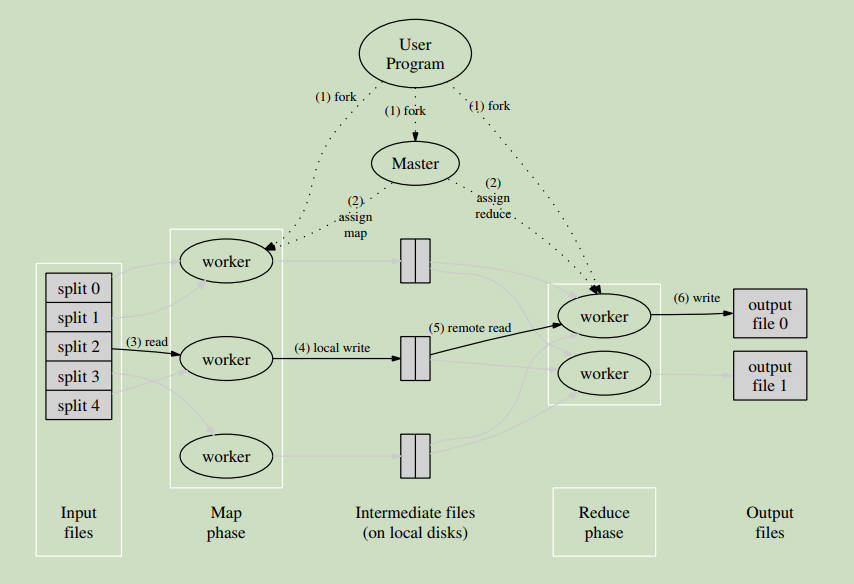 User
Program
(1) fork
(1) fork
(1) fork
Master
(2)
assign
map
(2)
assign
reduce
split 0
split 1
split 2
split 3
split 4
(3) read
worker
worker
worker
(4) local write
(5) remote read
worker
worker
(6) write
output
file 0
output
file 1
Input
files
Map
phase
Intermediate files
(on local disks)
Reduce
phase
Output
files